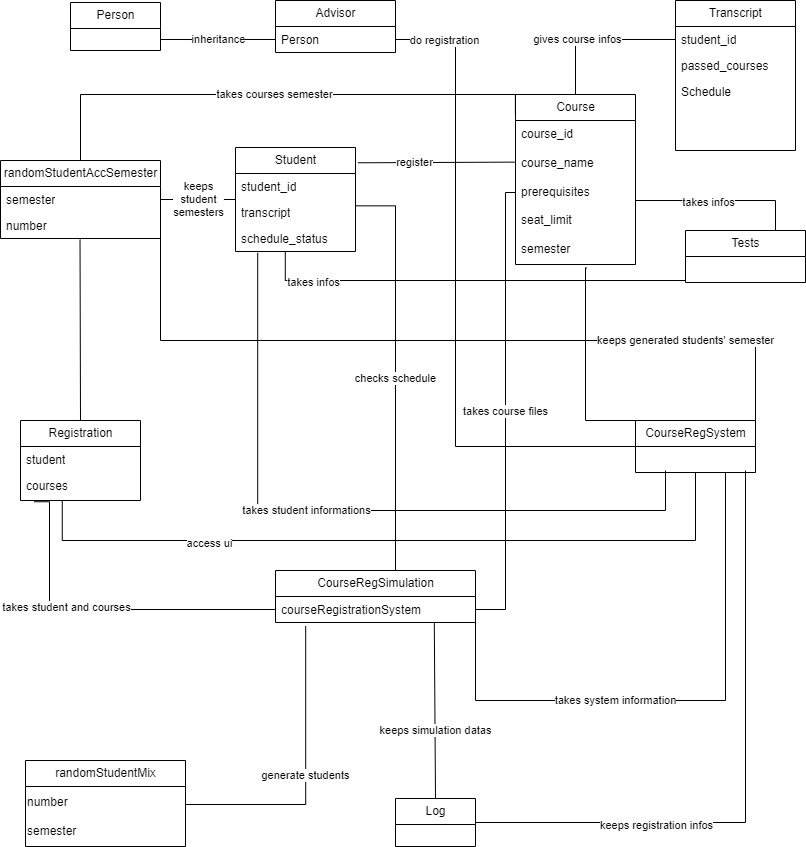 Person
Advisor
Transcript
inheritance
Person
do registration
gives course infos
student_id
passed_courses
Schedule
takes courses semester
Course
course_id
course_name
prerequisites
seat_limit
semester
randomStudentAccSemester
semester
number
keeps
student
semesters
Student
student_id
transcript
schedule_status
register
takes infos
Tests
takes infos
keeps generated students' semester
checks schedule
takes course files
Registration
student
courses
CourseRegSystem
takes student informations
access ui
CourseRegSimulation
courseRegistrationSystem
takes student and courses
takes system information
keeps simulation datas
generate students
randomStudentMix
number
semester
Log
keeps registration infos